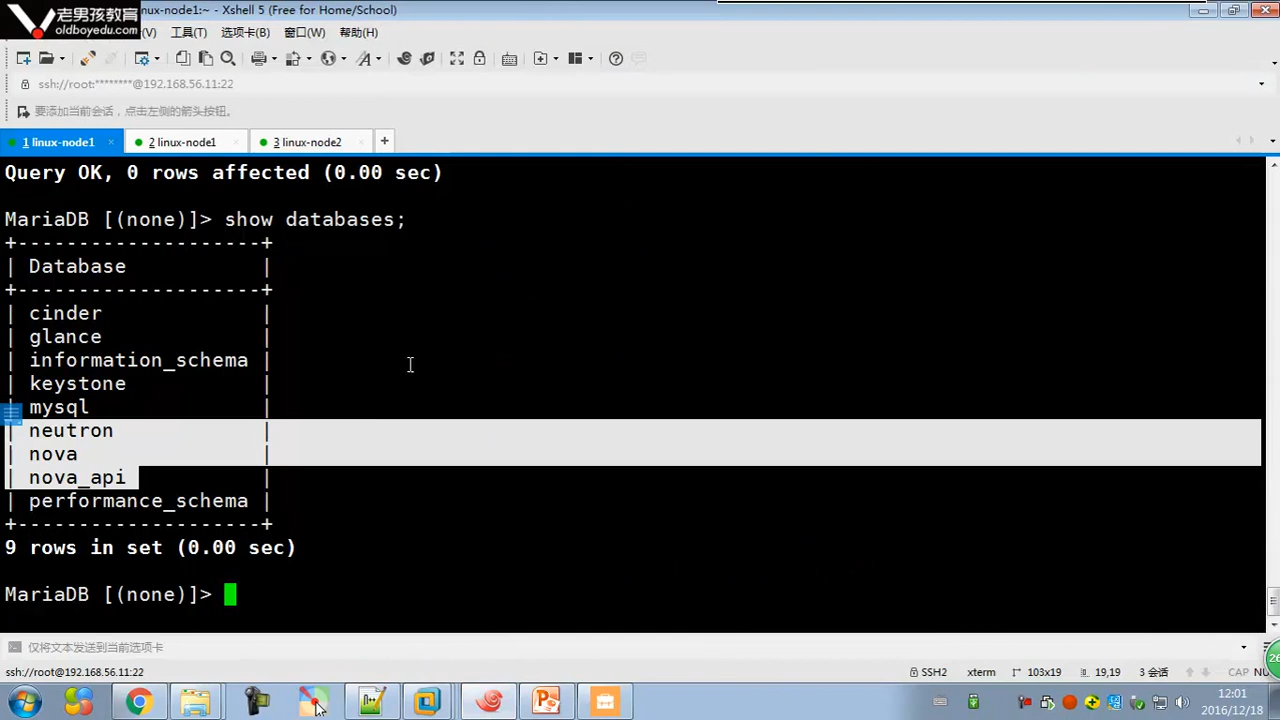 老男孩教育
oldboyedu.com
inux-node1:~ - Xshell 5 (Free for Home/School)
(V) 工具(T) 选项卡(B) 窗口(W) 帮助(H)
ssh://root:********@192.168.56.11:22
要添加当前会话，点击左侧的箭头按钮。
1 linux-node1 × 2 linux-node1 × 3 linux-node2 × +
Query OK, 0 rows affected (0.00 sec)
MariaDB [(none)]> show databases;
+--------------------+
| Database           |
+--------------------+
| cinder             |
| glance             |
| information_schema |
| keystone           |
| mysql              |
| neutron            |
| nova               |
| nova_api           |
| performance_schema |
+--------------------+
9 rows in set (0.00 sec)
MariaDB [(none)]>
仅将文本发送到当前选项卡
ssh://root@192.168.56.11:22 SSH2 xterm 103x19 19,19 3 会话 CAP NU
26
12:01
2016/12/18